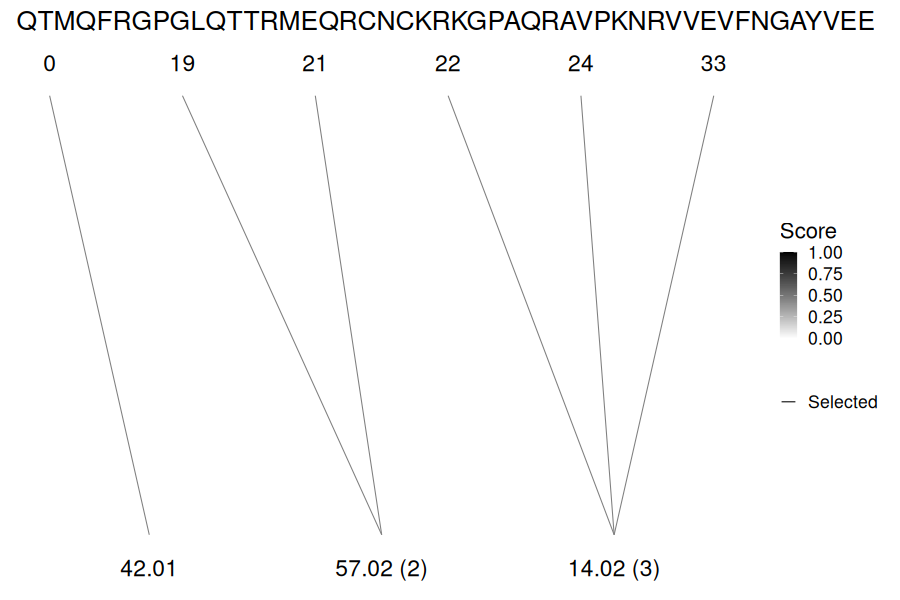 QTMQFRGPGLQTTRMEQRCNCKRKGPAQRAVPKNRVVEVFNGAYVEE
0 19 21 22 24 33
Score
1.00
0.75
0.50
0.25
0.00
Selected
42.01 57.02 (2) 14.02 (3)